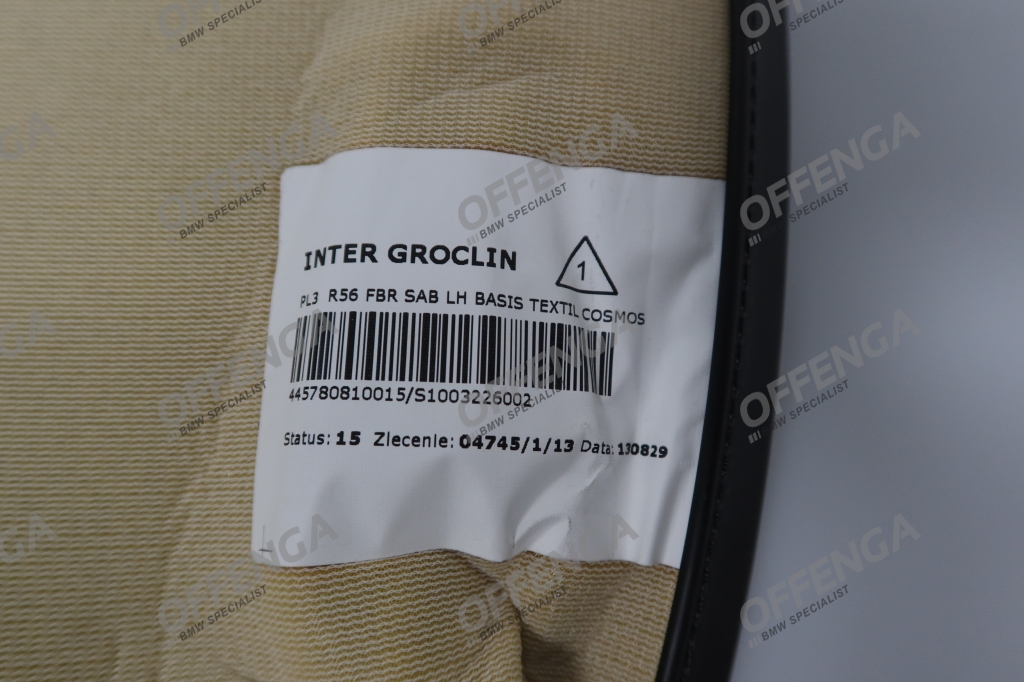 INTER GROCLIN
1
PL3 R56 FBR SAB LH BASIS TEXTIL COSMOS
445780810015/S1003226002
Status: 15 Zlecenie: 04745/1/13 Data: 130829
OFFENGA
BMW SPECIALIST